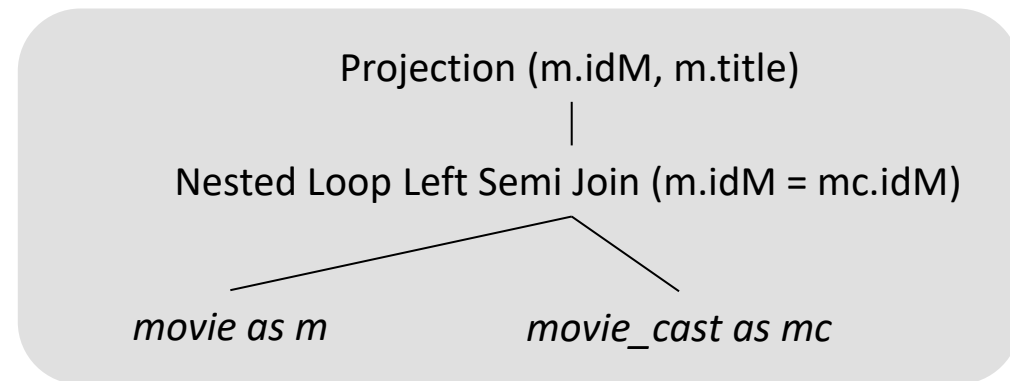 Projection (m.idM, m.title)
Nested Loop Left Semi Join (m.idM = mc.idM)
movie as m
movie_cast as mc